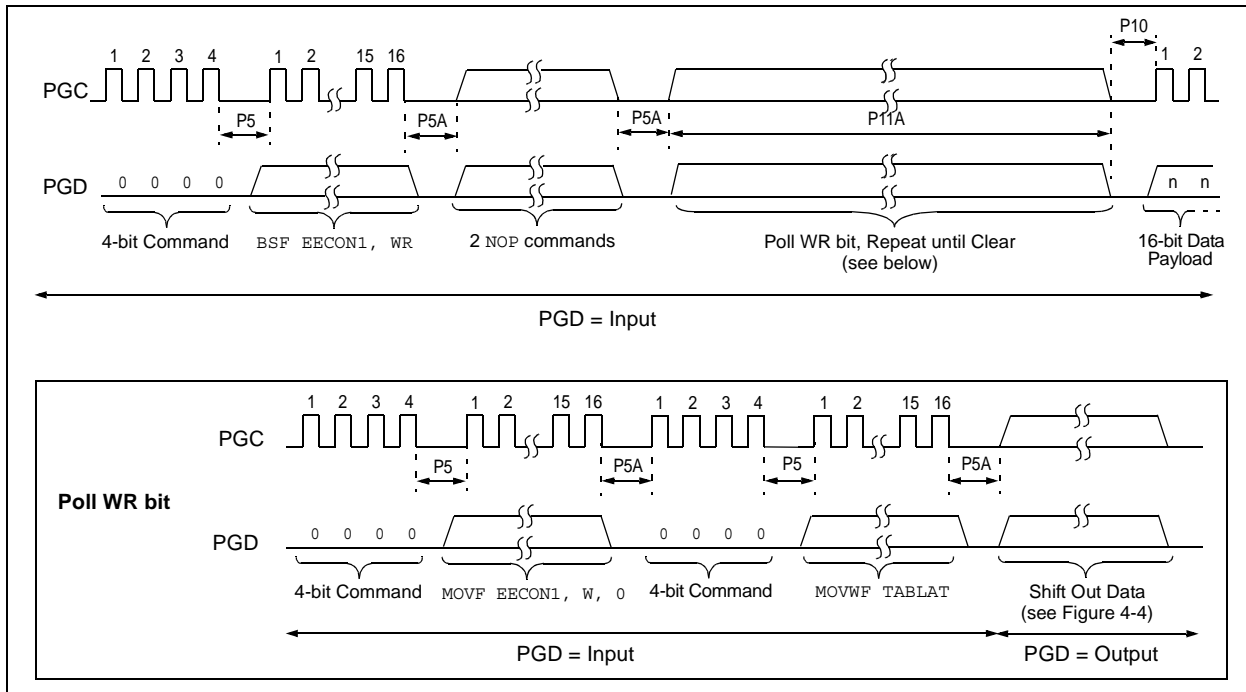 P10
1 2 3 4 1 2 15 16 1 2
PGC
P5 P5A P5A P11A
PGD
0 0 0 0 n n
4-bit Command BSF EECON1, WR 2 NOP commands Poll WR bit, Repeat until Clear 16-bit Data
(see below) Payload
PGD = Input
1 2 3 4 1 2 15 16 1 2 3 4 1 2 15 16
PGC
P5 P5A P5 P5A
Poll WR bit
PGD
0 0 0 0 0 0 0 0
4-bit Command MOVF EECON1, W, 0 4-bit Command MOVWF TABLAT Shift Out Data
(see Figure 4-4)
PGD = Input PGD = Output